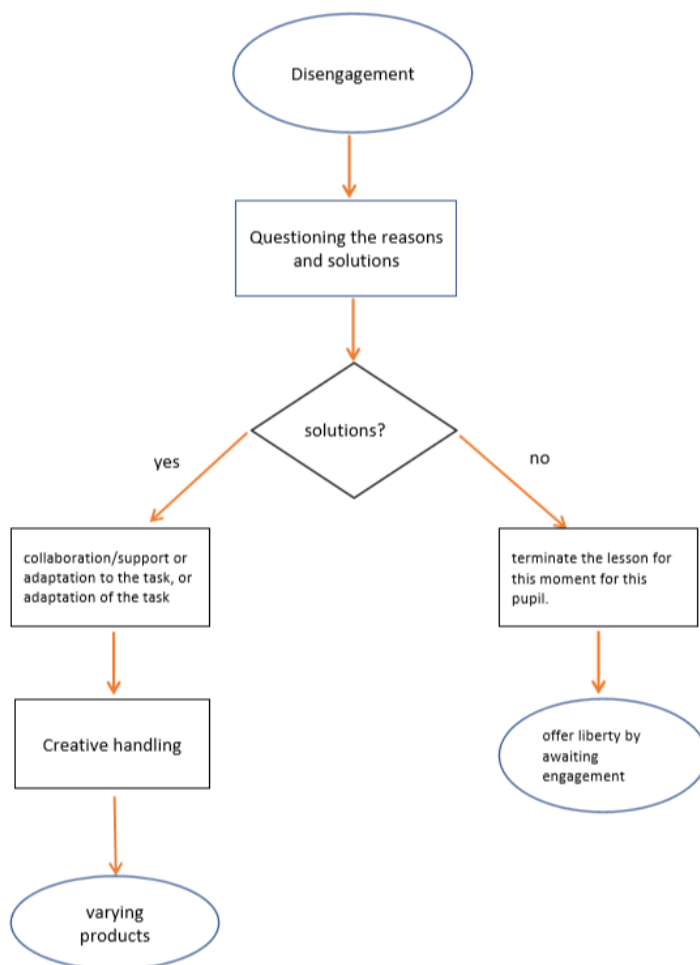 Disengagement
Questioning the reasons
and solutions
solutions?
yes
no
collaboration/support or
adaptation to the task, or
adaptation of the task
terminate the lesson for
this moment for this
pupil.
Creative handling
offer liberty by
awaiting
engagement
varying
products